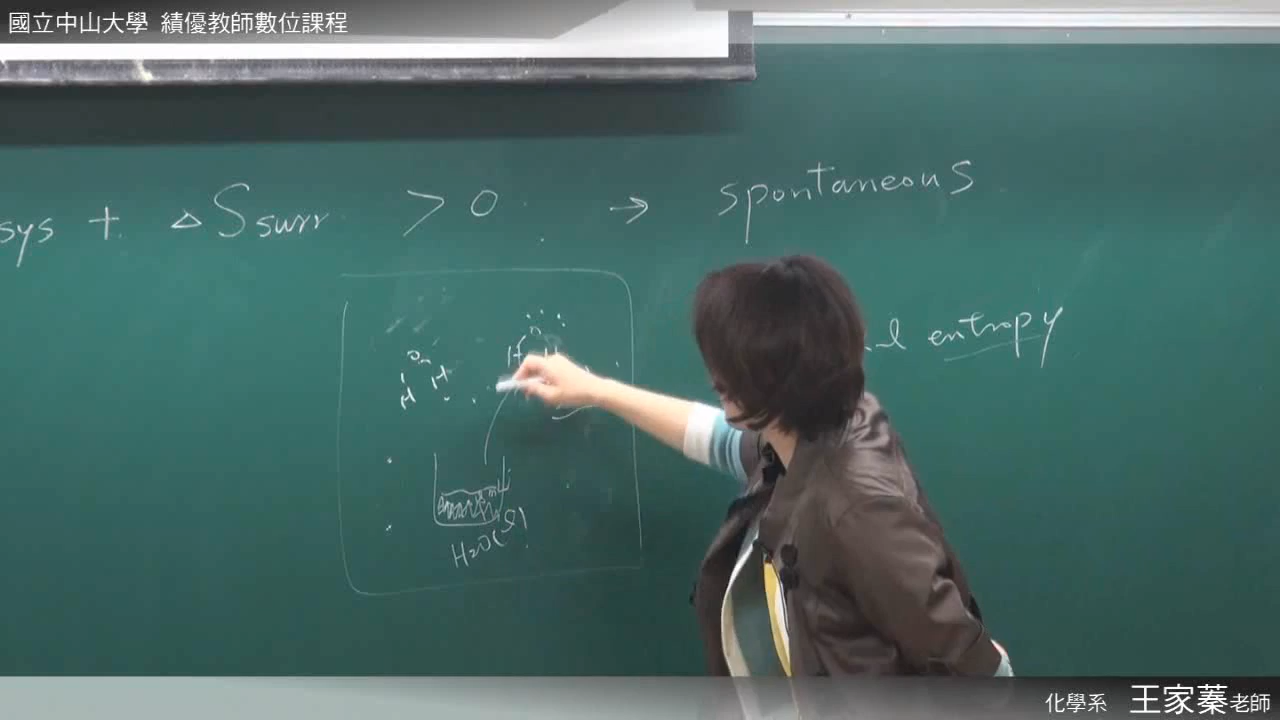 國立中山大學 績優教師數位課程
sys + △Ssurr > 0. → spontaneous
entropy
O
H H
H H
H₂O(
化學系 王家蓁老師